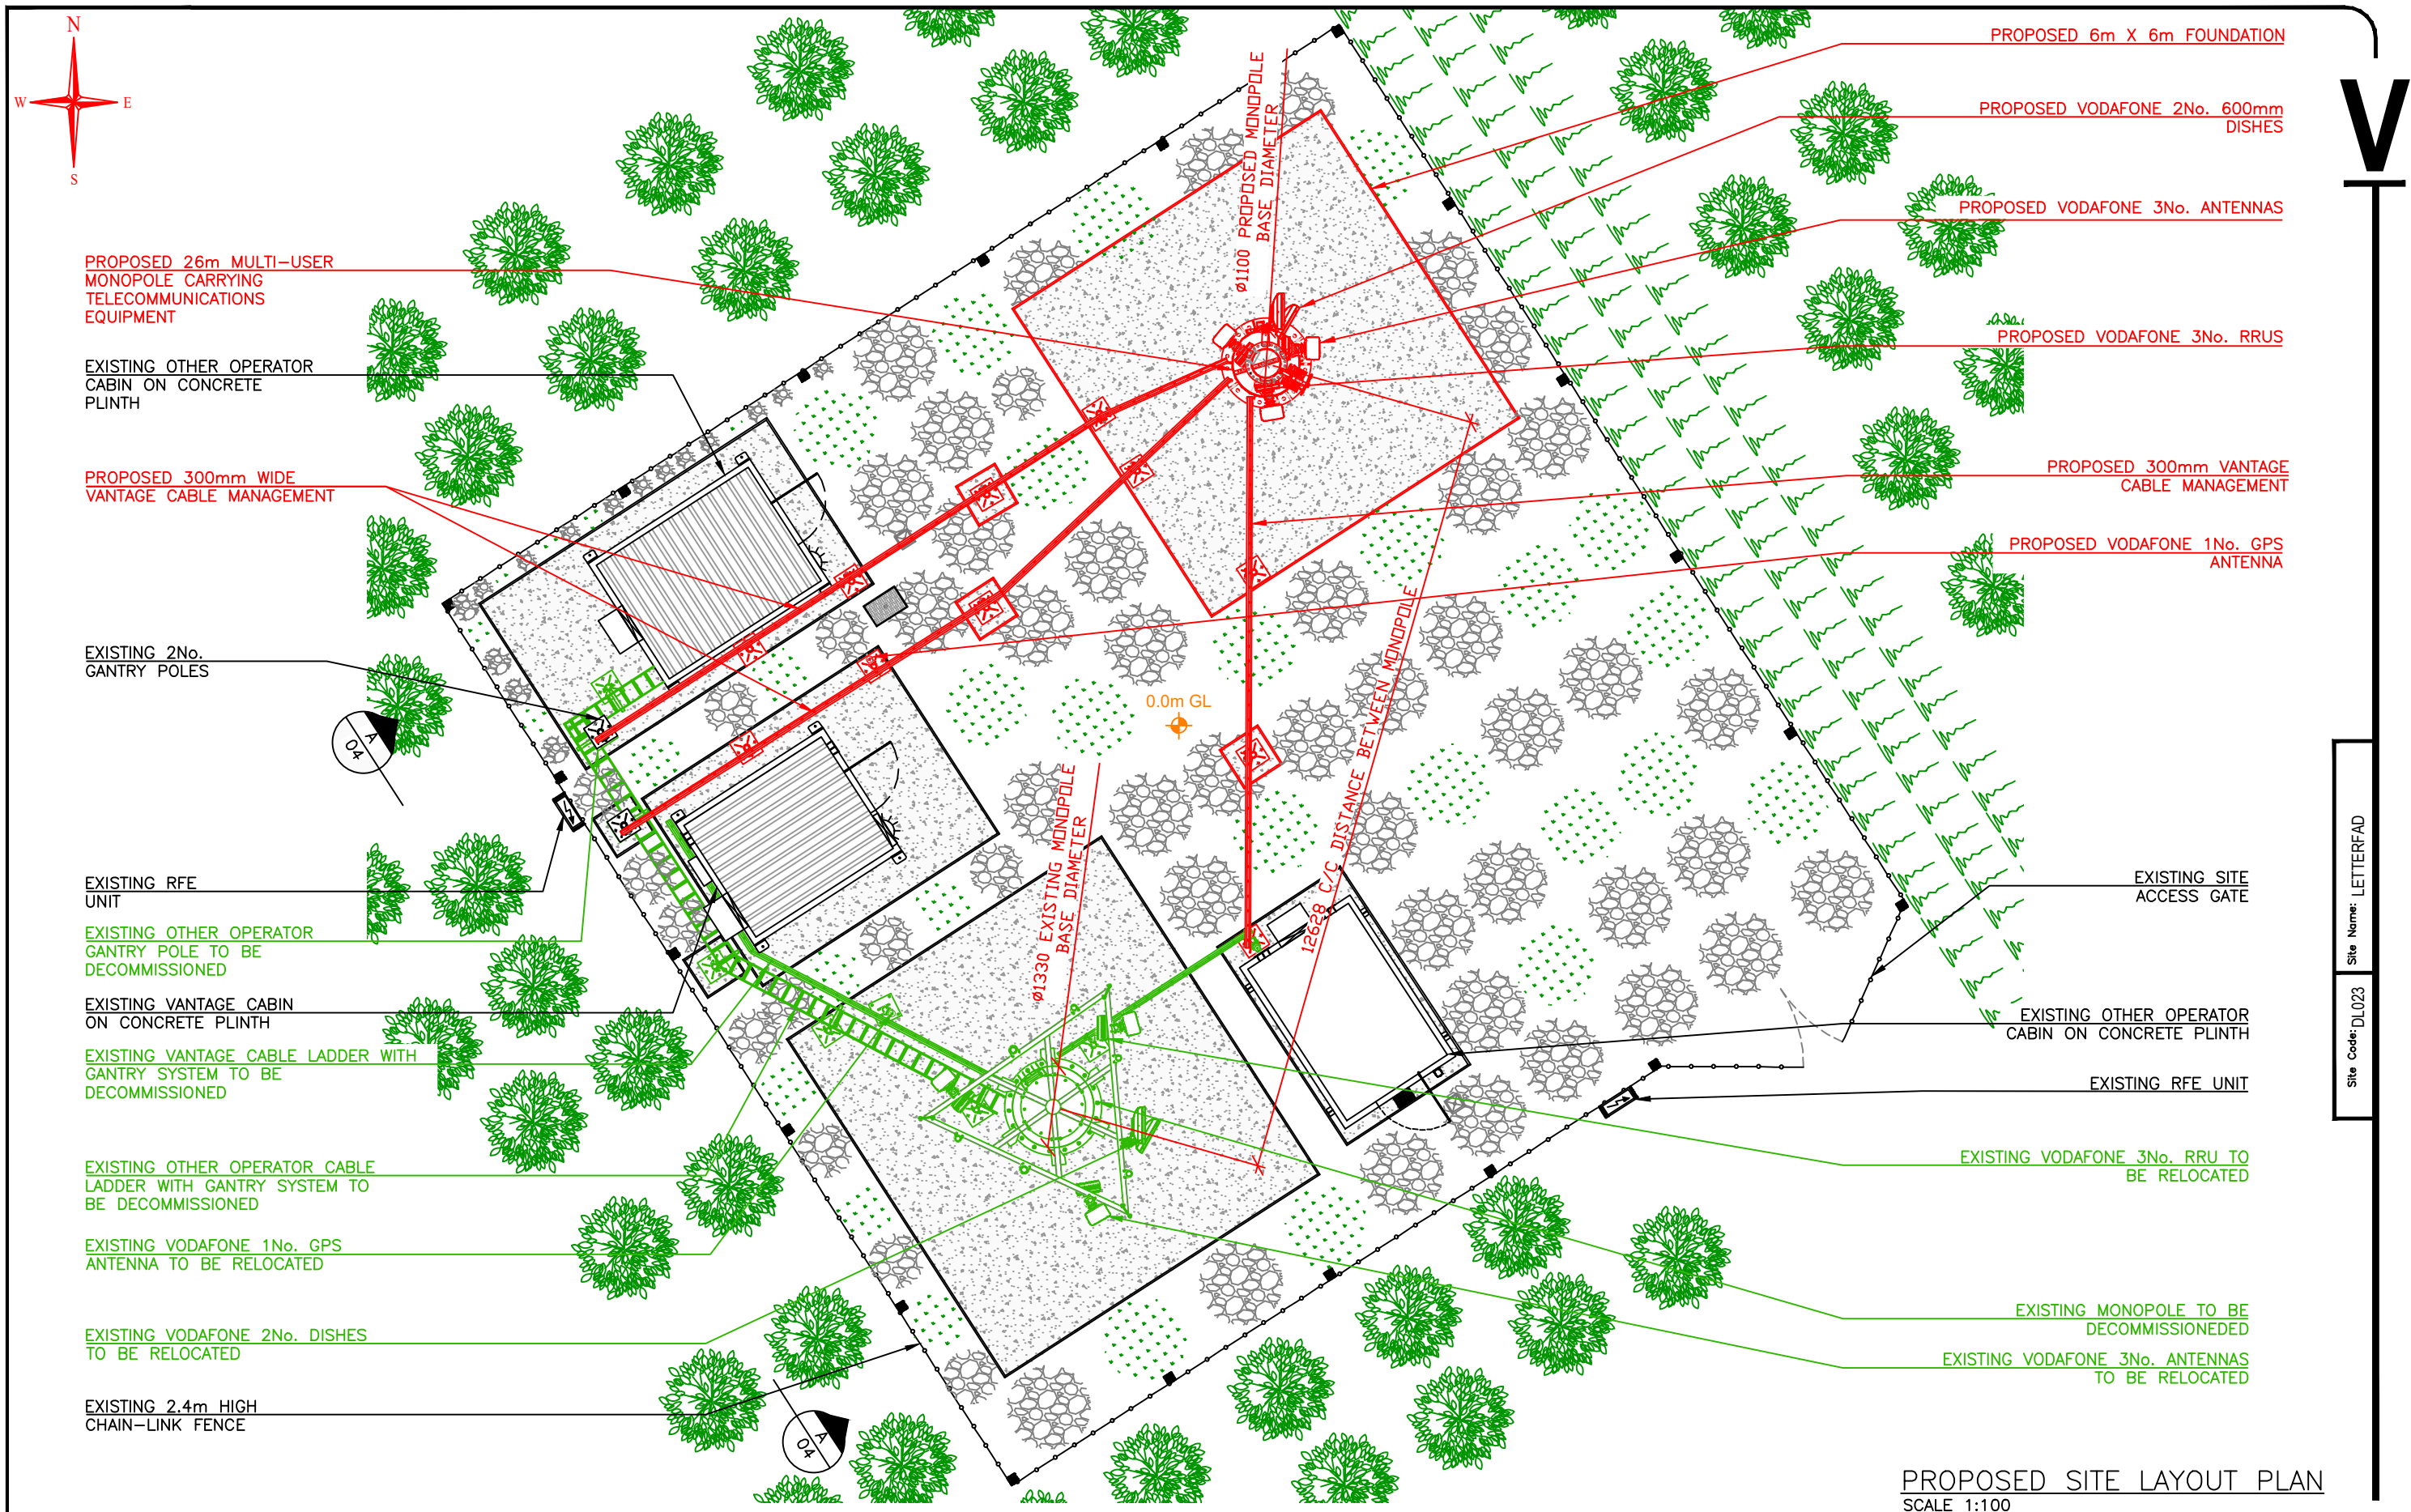 N
W
E
S
PROPOSED 26m MULTI-USER
MONOPOLE CARRYING
TELECOMMUNICATIONS
EQUIPMENT
EXISTING OTHER OPERATOR
CABIN ON CONCRETE
PLINTH
PROPOSED 300mm WIDE
VANTAGE CABLE MANAGEMENT
EXISTING 2No.
GANTRY POLES
A
04
EXISTING RFE
UNIT
EXISTING OTHER OPERATOR
GANTRY POLE TO BE
DECOMMISSIONED
EXISTING VANTAGE CABIN
ON CONCRETE PLINTH
EXISTING VANTAGE CABLE LADDER WITH
GANTRY SYSTEM TO BE
DECOMMISSIONED
EXISTING OTHER OPERATOR CABLE
LADDER WITH GANTRY SYSTEM TO
BE DECOMMISSIONED
EXISTING VODAFONE 1No. GPS
ANTENNA TO BE RELOCATED
EXISTING VODAFONE 2No. DISHES
TO BE RELOCATED
EXISTING 2.4m HIGH
CHAIN-LINK FENCE
A
04
Ø1100 PROPOSED MONOPOLE
BASE DIAMETER
0.0m GL
Ø1330 EXISTING MONOPOLE
BASE DIAMETER
12628 C/C DISTANCE BETWEEN MONOPOLE
PROPOSED 6m X 6m FOUNDATION
PROPOSED VODAFONE 2No. 600mm
DISHES
PROPOSED VODAFONE 3No. ANTENNAS
PROPOSED VODAFONE 3No. RRUS
PROPOSED 300mm VANTAGE
CABLE MANAGEMENT
PROPOSED VODAFONE 1No. GPS
ANTENNA
EXISTING SITE
ACCESS GATE
EXISTING OTHER OPERATOR
CABIN ON CONCRETE PLINTH
EXISTING RFE UNIT
EXISTING VODAFONE 3No. RRU TO
BE RELOCATED
EXISTING MONOPOLE TO BE
DECOMMISSIONEDED
EXISTING VODAFONE 3No. ANTENNAS
TO BE RELOCATED
V
Site Name: LETTERFAD
Site Code: DL023
PROPOSED SITE LAYOUT PLAN
SCALE 1:100